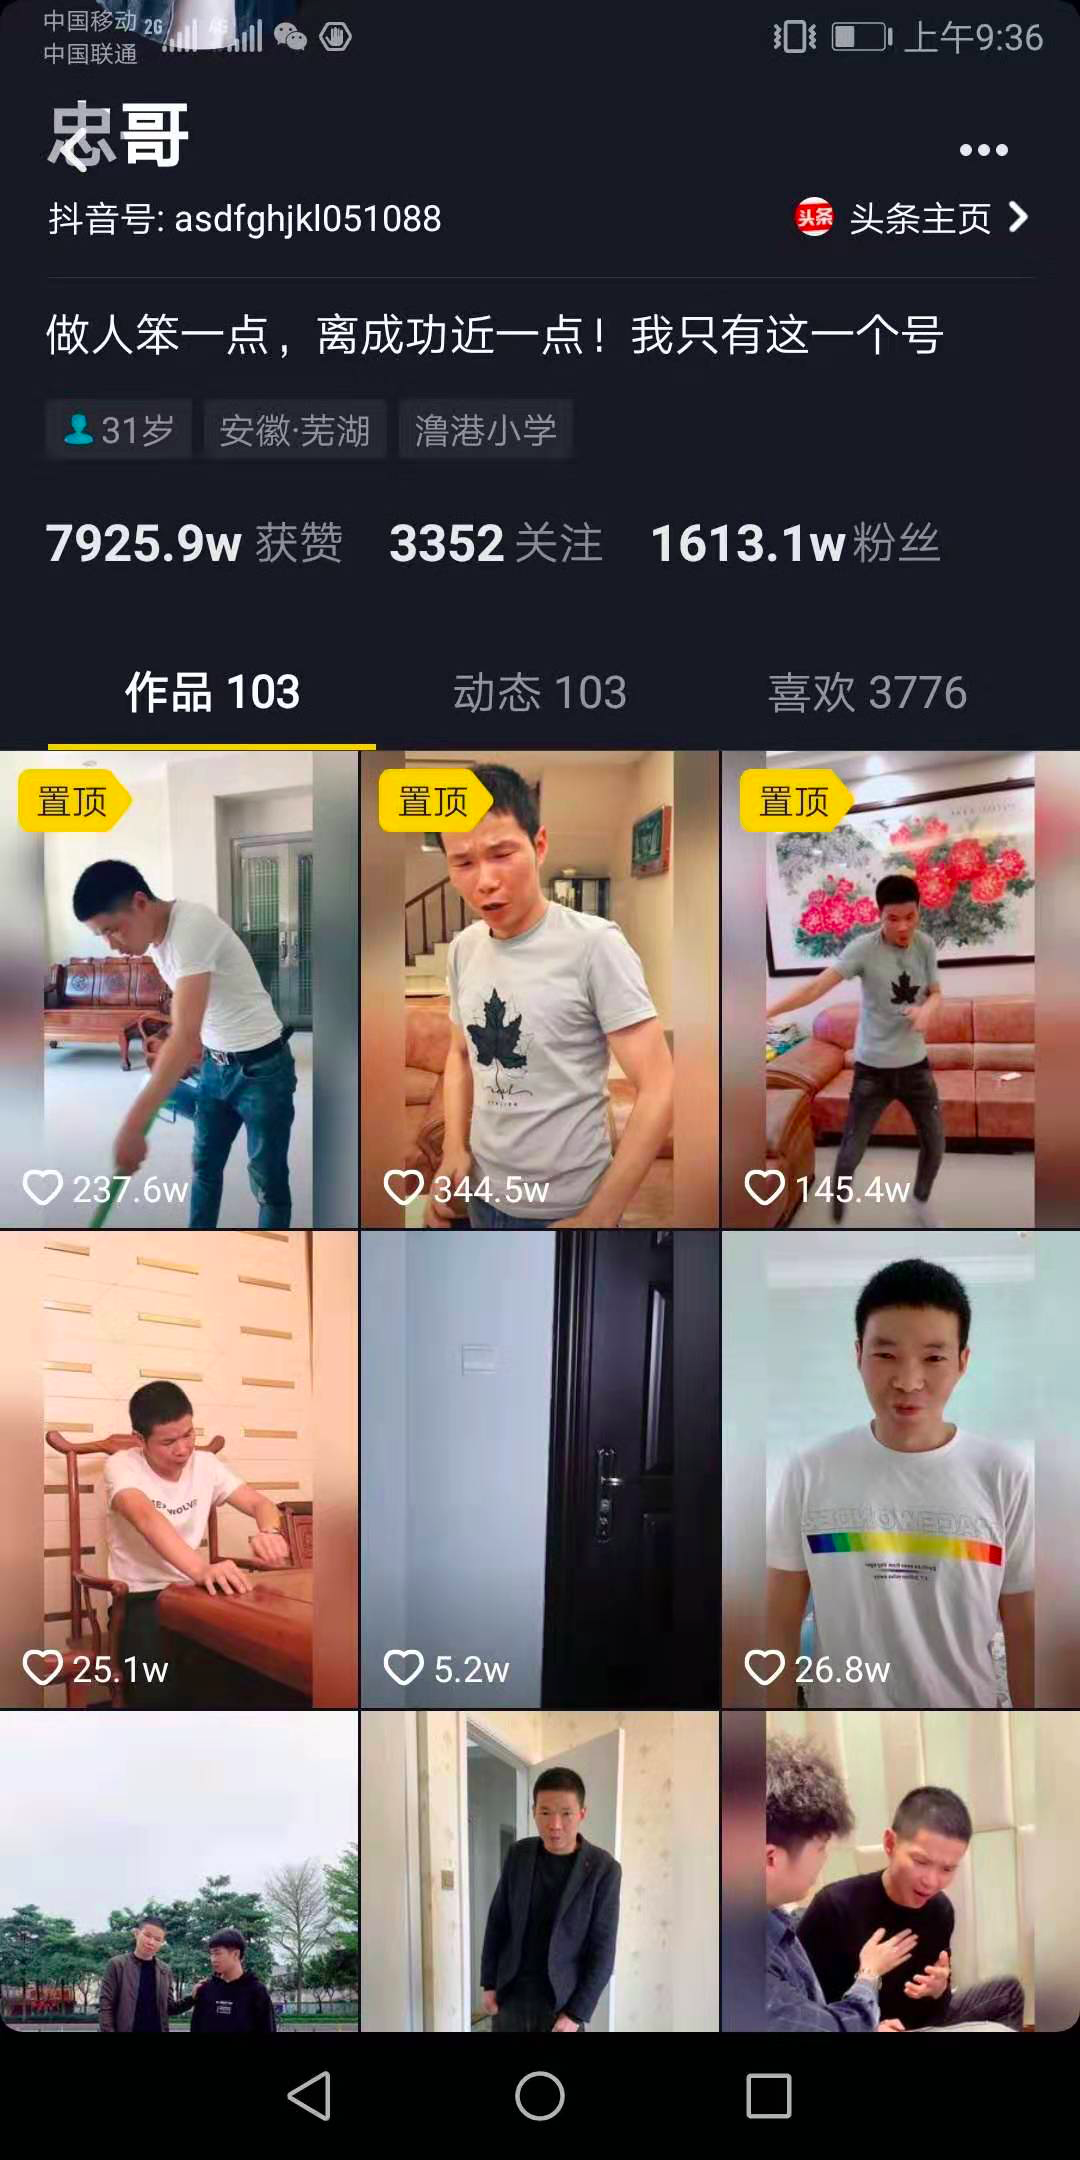 中国移动 2G 4G 上午9:36
中国联通
忠哥
抖音号: asdfghjkl051088 头条 头条主页
做人笨一点，离成功近一点！我只有这一个号
31岁 安徽·芜湖 澛港小学
7925.9w 获赞 3352 关注 1613.1w 粉丝
作品 103 动态 103 喜欢 3776
置顶 置顶 置顶
237.6w 344.5w 145.4w
25.1w 5.2w 26.8w